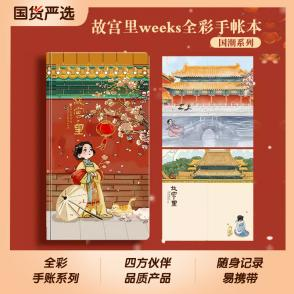 国货严选
故宫里weeks全彩手帐本
国潮系列
故宫里
故宫里
全彩
手账系列
四方伙伴
品质产品
随身记录
易携带